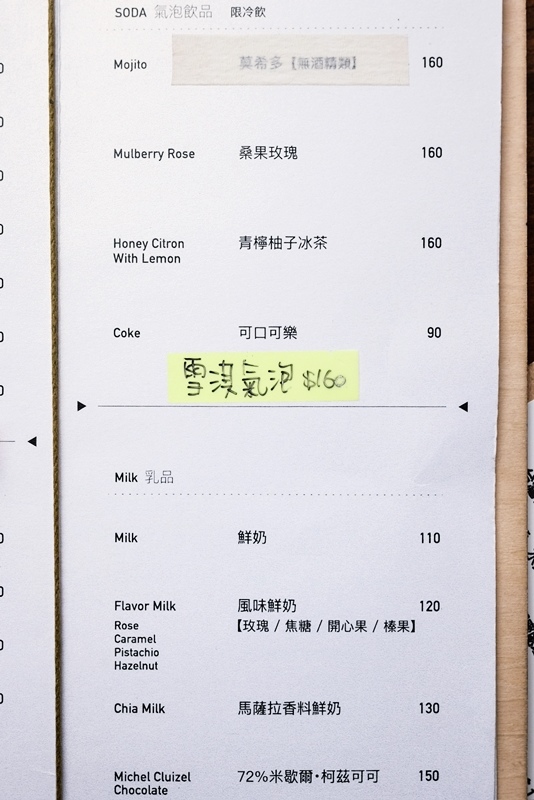 SODA 氣泡飲品 限冷飲
Mojito 莫希多【無酒精類】 160
Mulberry Rose 桑果玫瑰 160
Honey Citron 青檸柚子冰茶 160
With Lemon
Coke 可口可樂 90
雪淇氣泡 $160
Milk 乳品
Milk 鮮奶 110
Flavor Milk 風味鮮奶 120
Rose 【玫瑰 / 焦糖 / 開心果 / 榛果】
Caramel
Pistachio
Hazelnut
Chia Milk 馬薩拉香料鮮奶 130
Michel Cluizel 72%米歇爾·柯茲可可 150
Chocolate